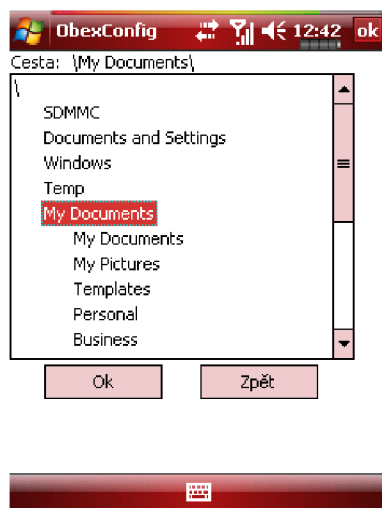 ObexConfig 12:42 ok
Cesta: \My Documents\
\
SDMMC
Documents and Settings
Windows
Temp
My Documents
My Documents
My Pictures
Templates
Personal
Business
Ok Zpět